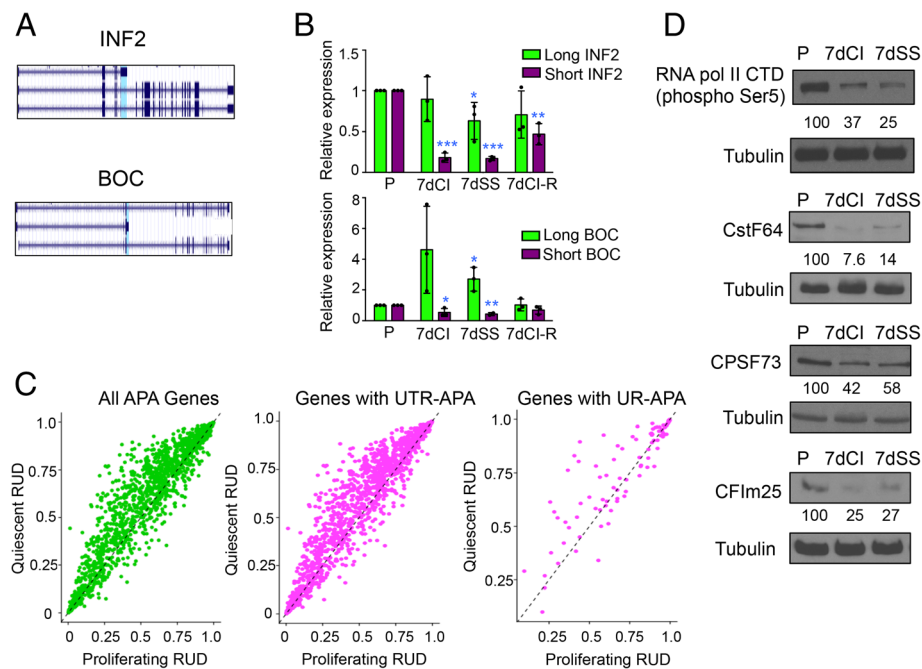 A
INF2
BOC
B
Relative expression
1.5
1
0.5
0
Long INF2
Short INF2
***
*
***
**
P 7dCI 7dSS 7dCI-R
Relative expression
8
6
4
2
0
Long BOC
Short BOC
*
*
**
P 7dCI 7dSS 7dCI-R
C
All APA Genes
Quiescent RUD
1.0
0.75
0.5
0.25
0
0 0.25 0.5 0.75 1.0
Proliferating RUD
Genes with UTR-APA
Quiescent RUD
1.0
0.75
0.5
0.25
0
0 0.25 0.5 0.75 1.0
Proliferating RUD
Genes with UR-APA
Quiescent RUD
1.0
0.75
0.50
0.25
0.25 0.5 0.75 1.0
Proliferating RUD
D
P 7dCI 7dSS
RNA pol II CTD
(phospho Ser5)
100 37 25
Tubulin
P 7dCI 7dSS
CstF64
100 7.6 14
Tubulin
P 7dCI 7dSS
CPSF73
100 42 58
Tubulin
P 7dCI 7dSS
CFIm25
100 25 27
Tubulin